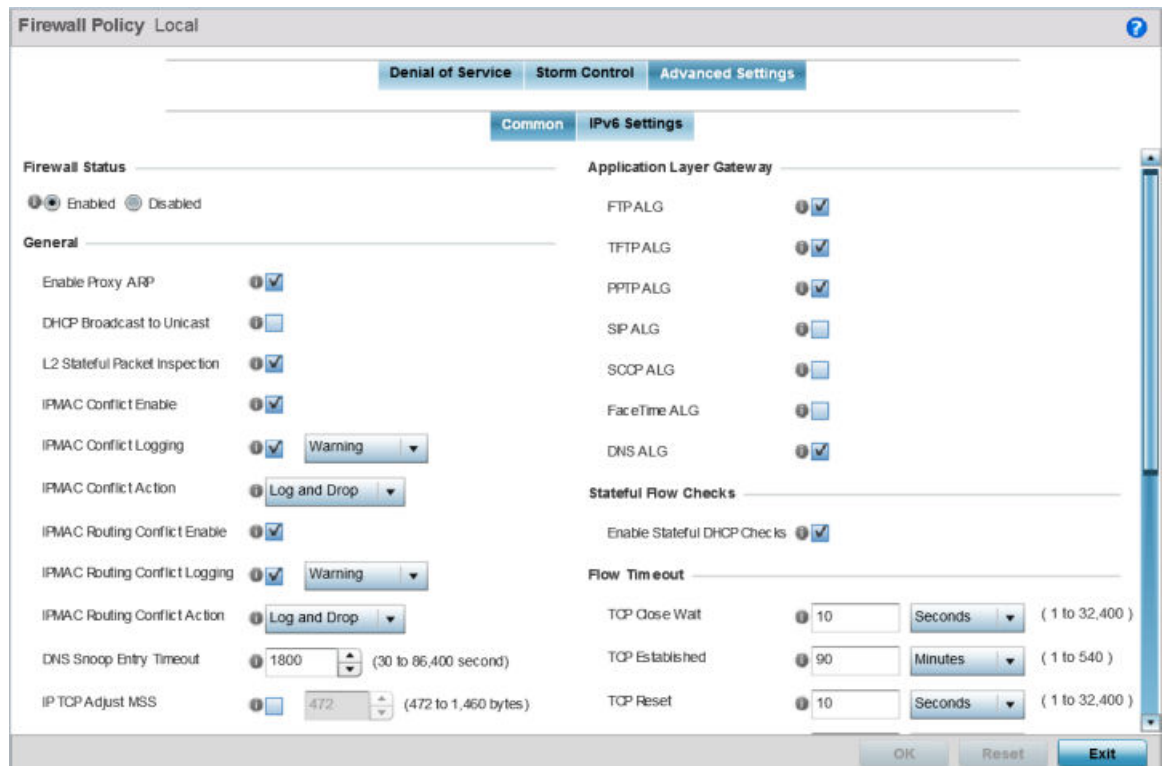 Firewall Policy Local
Denial of Service Storm Control Advanced Settings
Common IPv6 Settings
Firewall Status
Enabled Disabled
General
Enable Proxy ARP
DHCP Broadcast to Unicast
L2 Stateful Packet Inspection
IPMAC Conflict Enable
IPMAC Conflict Logging Warning
IPMAC Conflict Action Log and Drop
IPMAC Routing Conflict Enable
IPMAC Routing Conflict Logging Warning
IPMAC Routing Conflict Action Log and Drop
DNS Snoop Entry Timeout 1800 (30 to 86,400 second)
IP TCP Adjust MSS 472 (472 to 1,460 bytes)
Application Layer Gateway
FTP ALG
TFTP ALG
PPTP ALG
SIP ALG
SCCP ALG
FaceTime ALG
DNS ALG
Stateful Flow Checks
Enable Stateful DHCP Checks
Flow Timeout
TCP Close Wait 10 Seconds ( 1 to 32,400 )
TCP Established 90 Minutes ( 1 to 540 )
TCP Reset 10 Seconds ( 1 to 32,400 )
OK Reset Exit